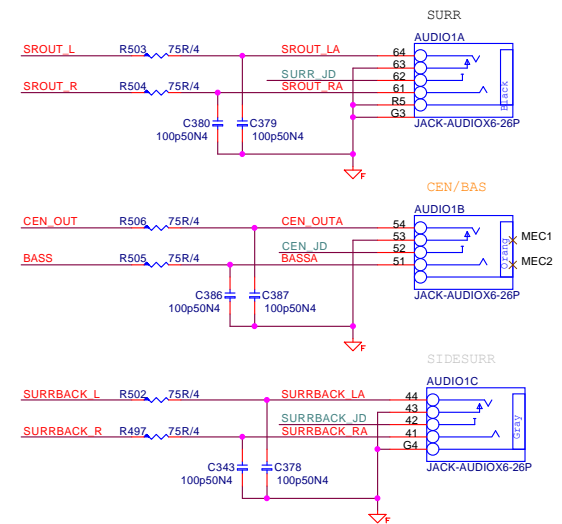 SURR
AUDIO1A
SROUT_L R503 75R/4 SROUT_LA 64
63
SURR_JD 62
SROUT_R R504 75R/4 SROUT_RA 61
R5
G3
Black
C380 C379
100p50N4 100p50N4
JACK-AUDIOX6-26P
F
CEN/BAS
AUDIO1B
CEN_OUT R506 75R/4 CEN_OUTA 54
53 MEC1
CEN_JD 52
BASS R505 75R/4 BASSA 51 MEC2
Orang
C386 C387
100p50N4 100p50N4
JACK-AUDIOX6-26P
F
SIDESURR
AUDIO1C
SURRBACK_L R502 75R/4 SURRBACK_LA 44
43
SURRBACK_JD 42
SURRBACK_R R497 75R/4 SURRBACK_RA 41
G4
Gray
C343 C378
100p50N4 100p50N4
JACK-AUDIOX6-26P
F